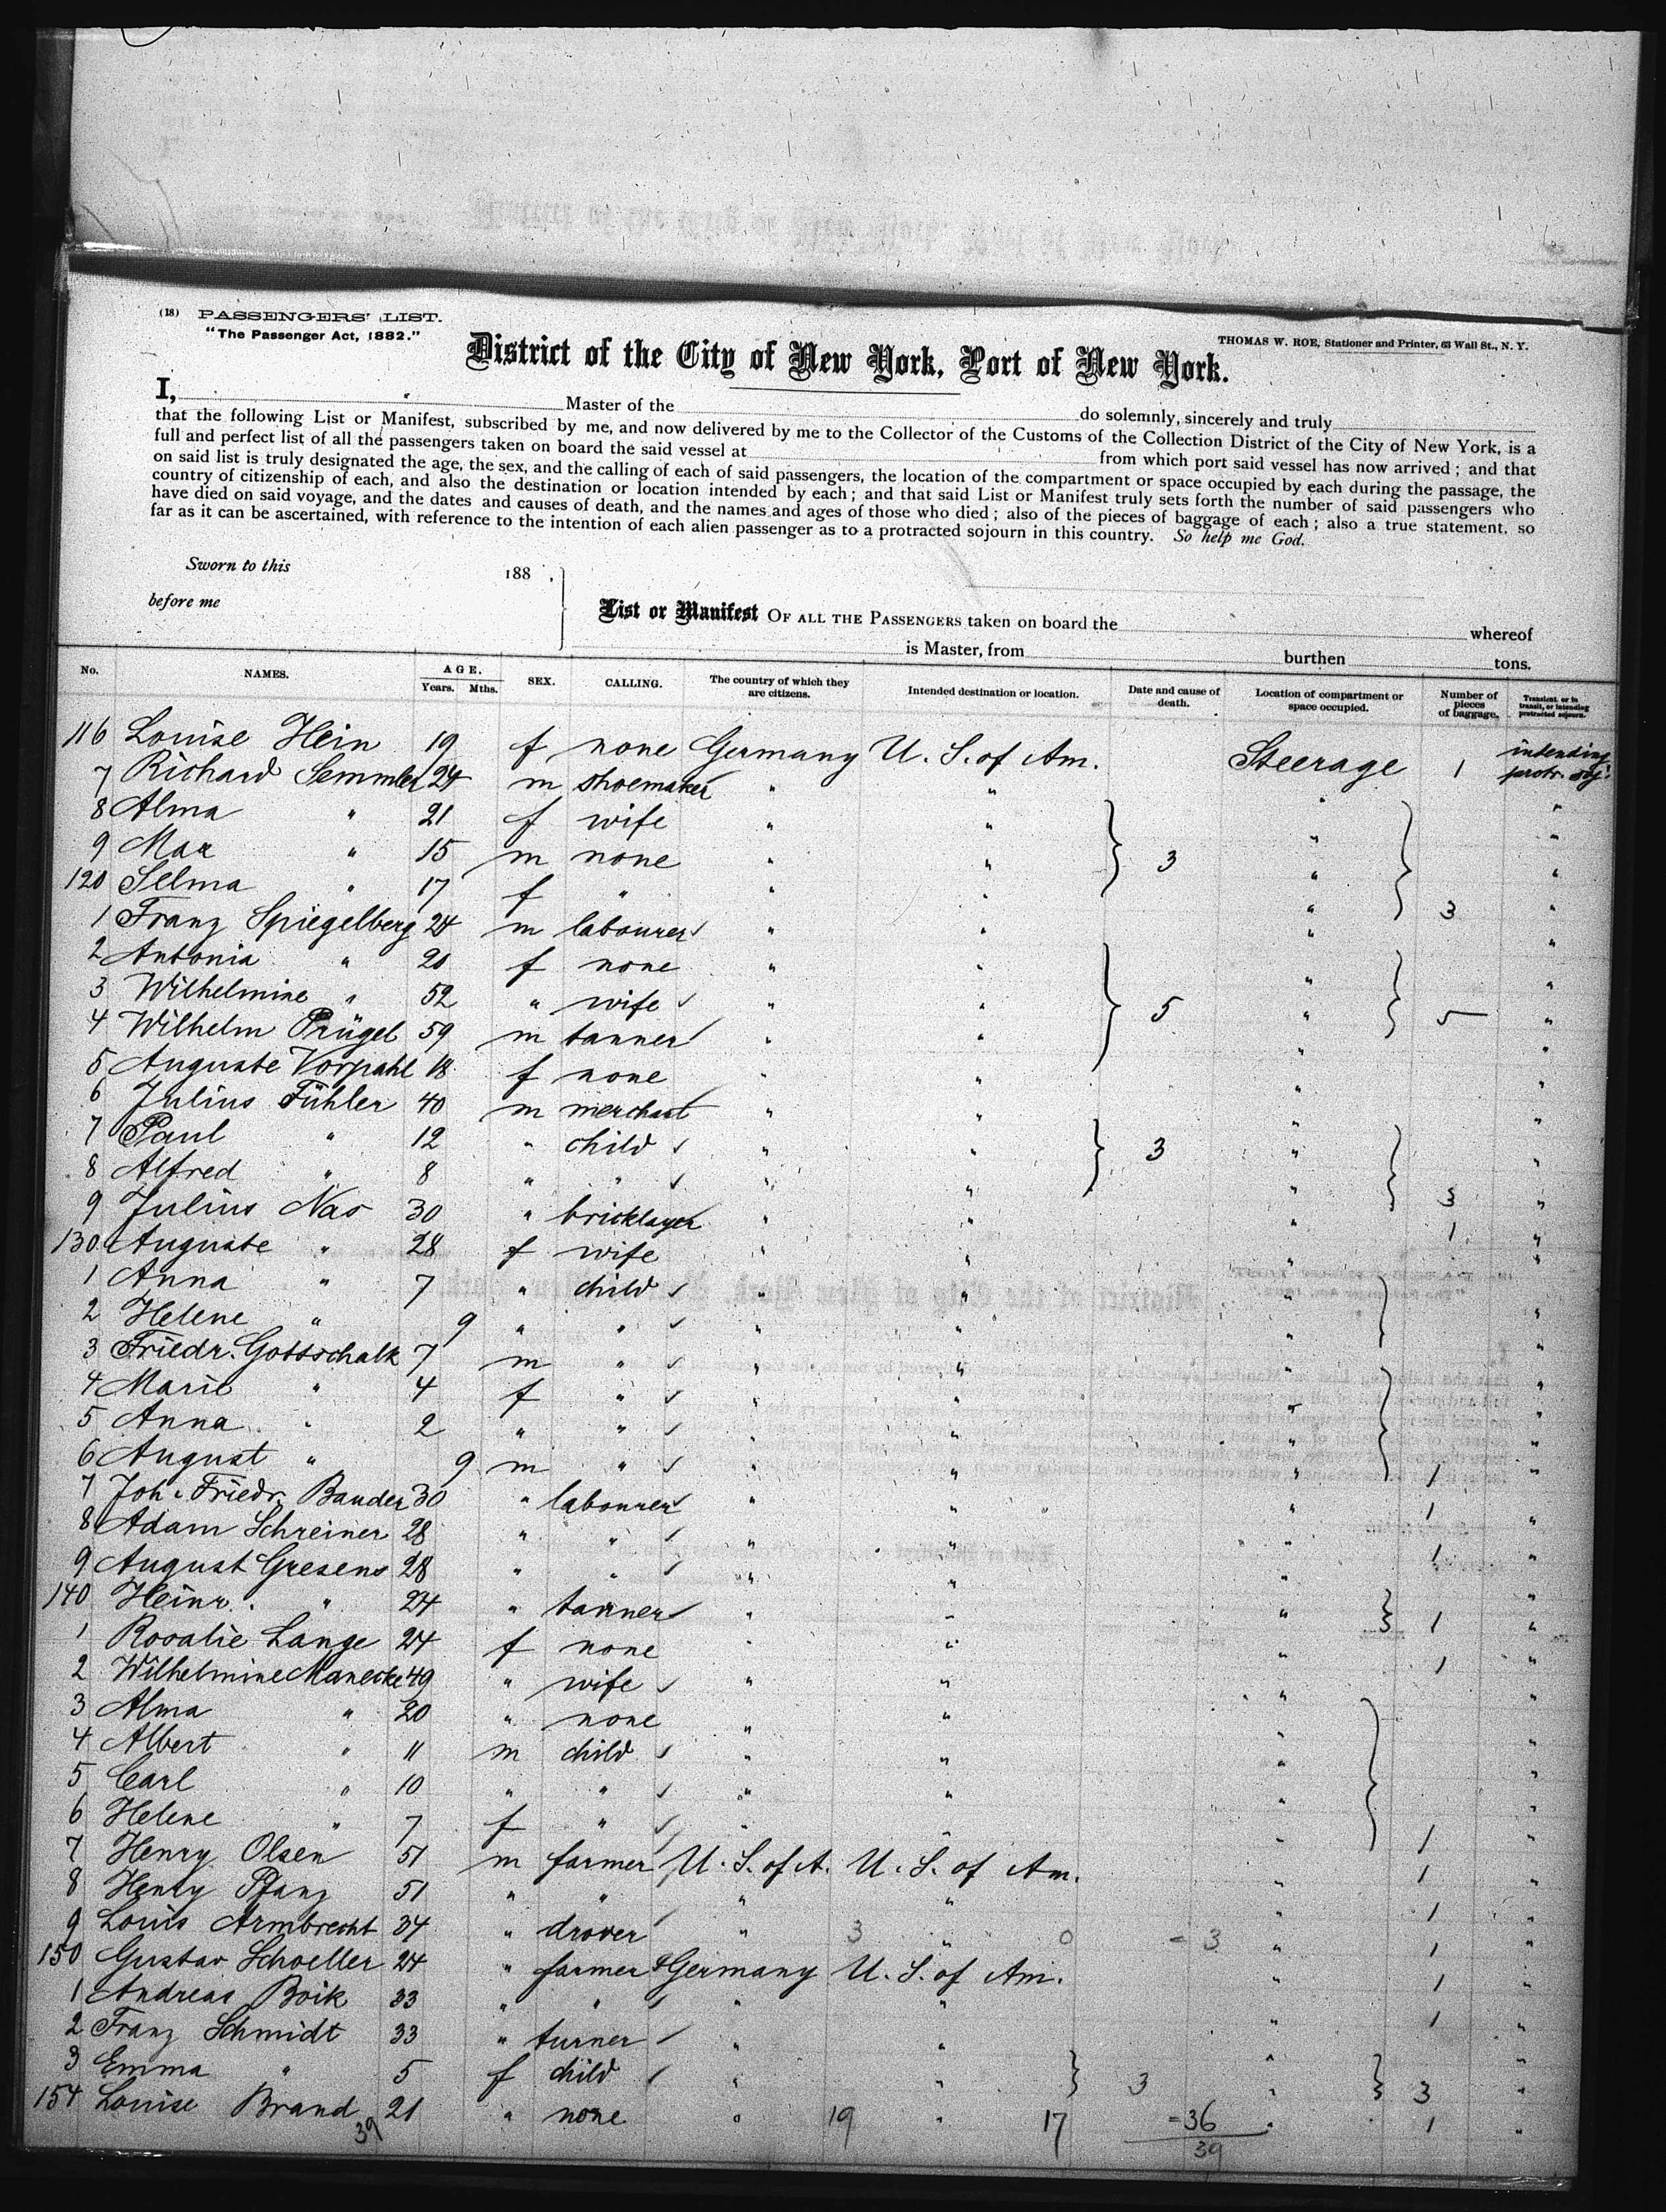 (18) PASSENGERS' LIST.
"The Passenger Act, 1882."
THOMAS W. ROE, Stationer and Printer, 63 Wall St., N. Y.
District of the City of New York, Port of New York.
I, Master of the do solemnly, sincerely and truly
that the following List or Manifest, subscribed by me, and now delivered by me to the Collector of the Customs of the Collection District of the City of New York, is a
full and perfect list of all the passengers taken on board the said vessel at from which port said vessel has now arrived; and that
on said list is truly designated the age, the sex, and the calling of each of said passengers, the location of the compartment or space occupied by each during the passage, the
country of citizenship of each, and also the destination or location intended by each; and that said List or Manifest truly sets forth the number of said passengers who
have died on said voyage, and the dates and causes of death, and the names and ages of those who died; also of the pieces of baggage of each; also a true statement, so
far as it can be ascertained, with reference to the intention of each alien passenger as to a protracted sojourn in this country. So help me God.
Sworn to this 188 .
before me
List or Manifest OF ALL THE PASSENGERS taken on board the whereof
is Master, from burthen tons.
No. NAMES. AGE. Years. Mths. SEX. CALLING. The country of which they are citizens. Intended destination or location. Date and cause of death. Location of compartment or space occupied. Number of pieces of baggage. Transient, or in transit, or intending protracted sojourn.
116 Louise Hein 19 f none Germany U. S. of Am. Steerage 1 intending protr. soj.
7 Richard Semmler 24 m shoemaker " " " "
8 Alma " 21 f wife " " " "
9 Max " 15 m none " " 3 " "
120 Selma " 17 f " " " " 3 "
1 Franz Spiegelberg 24 m labourer " " " "
2 Antonia " 20 f none " " " "
3 Wilhelmine " 52 " wife " " 5 " 5 "
4 Wilhelm Prügel 59 m tanner " " " "
5 Auguste Vorpahl 18 f none " " " "
6 Julius Fühler 40 m merchant " " " "
7 Paul " 12 " child " " 3 " "
8 Alfred " 8 " " " " " 3 "
9 Julius Nas 30 " bricklayer " " " 1 "
130 Auguste " 28 f wife " " " "
1 Anna " 7 " child " " " "
2 Helene " 9 " " " " " "
3 Friedr. Gottschalk 7 m " " " " "
4 Marie " 4 f " " " " "
5 Anna " 2 " " " " " "
6 August " 9 m " " " " 1 "
7 Joh. Friedr. Bauder 30 " labourer " " " 1 "
8 Adam Schreiner 28 " " " " " 1 "
9 August Gresens 28 " " " " " "
140 Heinr. " 24 " tanner " " " 1 "
1 Rosalie Lange 24 f none " " " 1 "
2 Wilhelmine Manecke 49 " wife " " " "
3 Alma " 20 " none " " " "
4 Albert " 11 m child " " " "
5 Carl " 10 " " " " " "
6 Helene " 7 f " " " " 1 "
7 Henry Olsen 51 m farmer U. S. of A. U. S. of Am. " 1 "
8 Henry Pfanz 51 " " " " " 1 "
9 Louis Armbrecht 34 " drover " 3 " 0 = 3 " 1 "
150 Gustav Schoeller 24 " farmer Germany U. S. of Am. " 1 "
1 Andreas Boik 33 " " " " " 1 "
2 Franz Schmidt 33 " turner " " " "
3 Emma " 5 f child " " 3 " 3 "
154 Louise Brand 21 " none " 19 " 17 =36 " 1 "
39 39